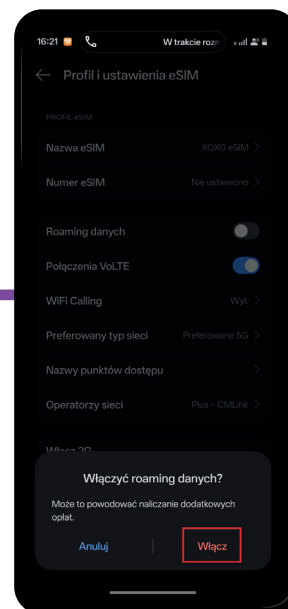 16:21 W trakcie rozm
Profil i ustawienia eSIM
PROFIL eSIM
Nazwa eSIM XOXO eSIM
Numer eSIM Nie ustawiono
Roaming danych
Połączenia VoLTE
WiFi Calling Wył.
Preferowany typ sieci Preferowane 5G
Nazwy punktów dostępu
Operatorzy sieci Plus – CMLink
Włącz 2G
Włączyć roaming danych?
Może to powodować naliczanie dodatkowych
opłat.
Anuluj Włącz